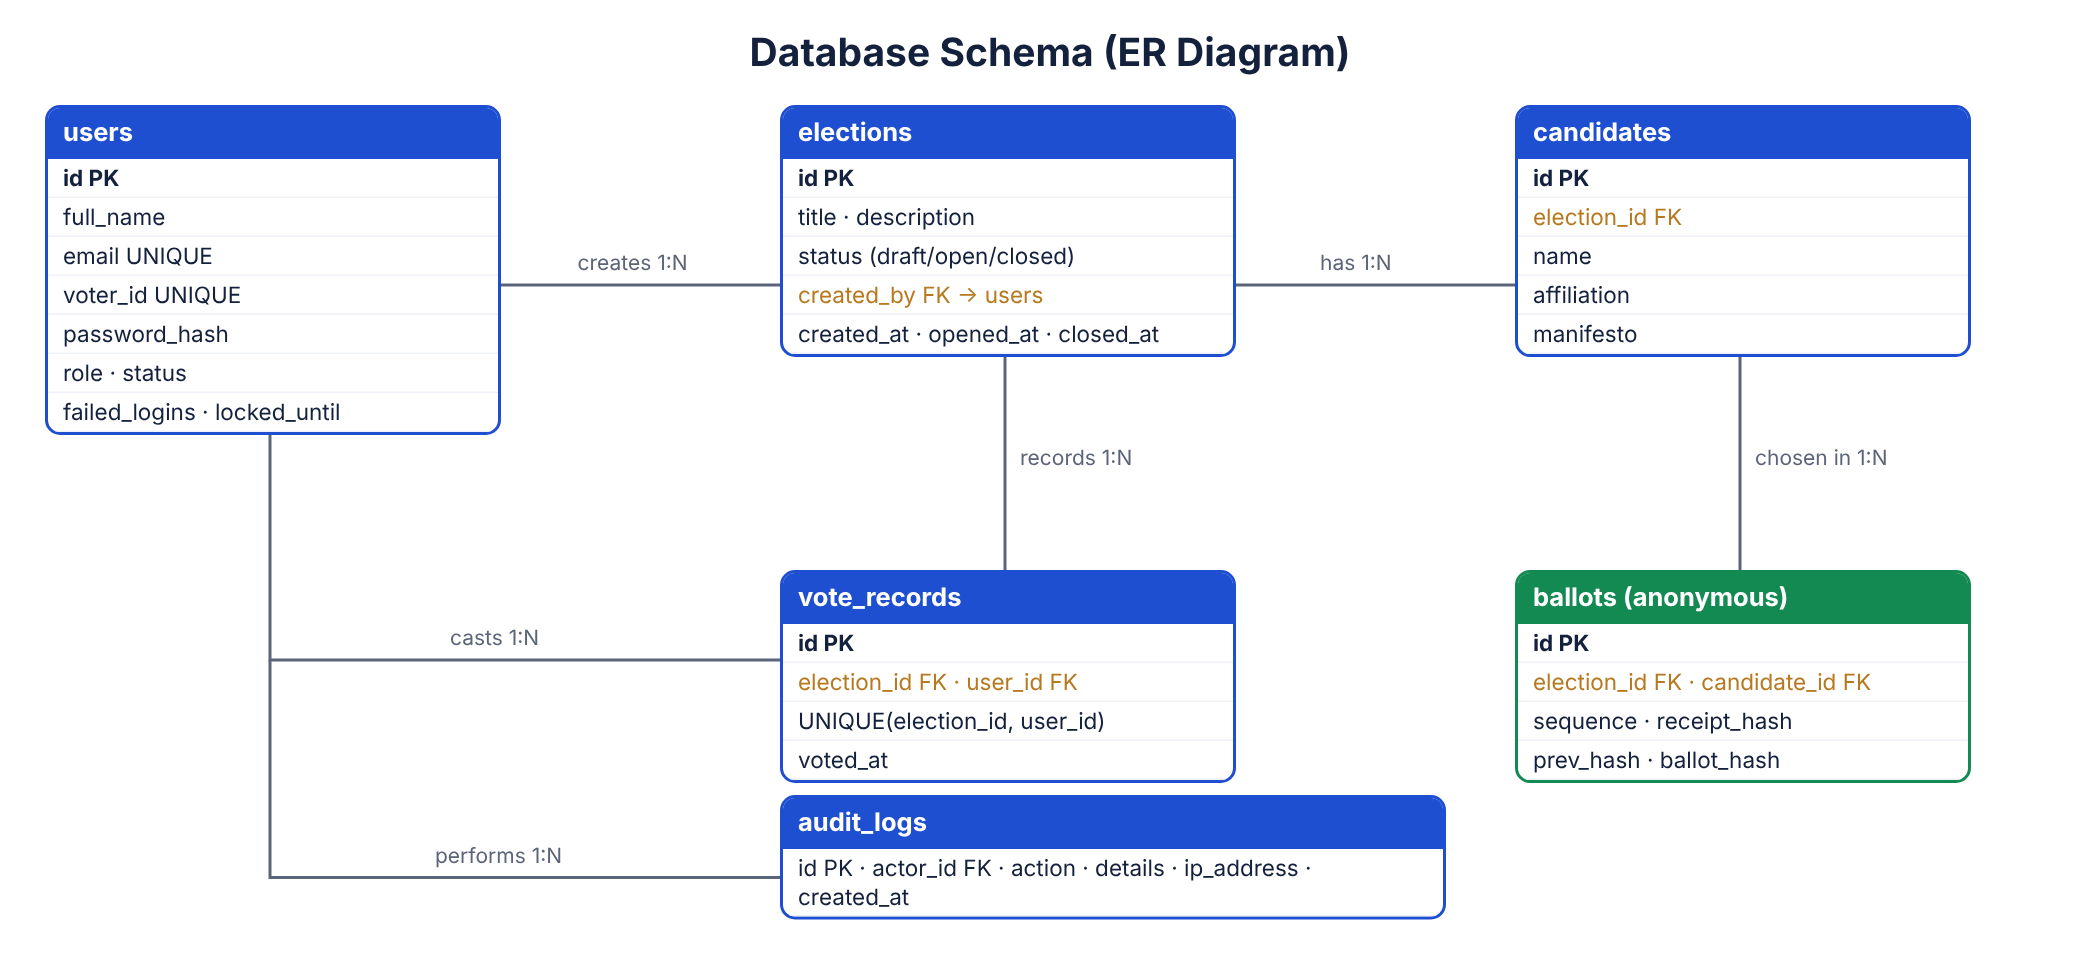 Database Schema (ER Diagram)
users
id PK
full_name
email UNIQUE
voter_id UNIQUE
password_hash
role · status
failed_logins · locked_until
creates 1:N
elections
id PK
title · description
status (draft/open/closed)
created_by FK → users
created_at · opened_at · closed_at
has 1:N
candidates
id PK
election_id FK
name
affiliation
manifesto
records 1:N
chosen in 1:N
casts 1:N
vote_records
id PK
election_id FK · user_id FK
UNIQUE(election_id, user_id)
voted_at
ballots (anonymous)
id PK
election_id FK · candidate_id FK
sequence · receipt_hash
prev_hash · ballot_hash
performs 1:N
audit_logs
id PK · actor_id FK · action · details · ip_address ·
created_at